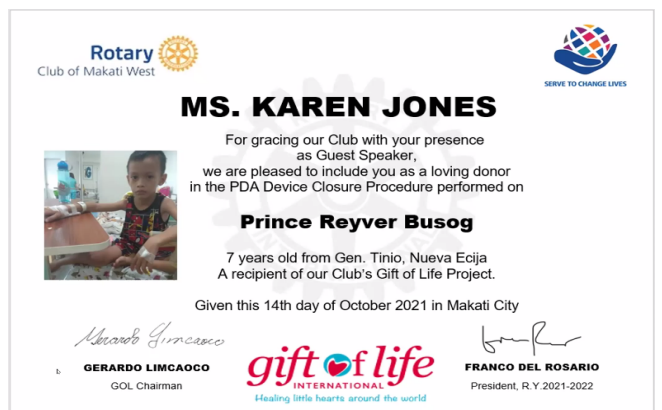 Rotary
Club of Makati West
SERVE TO CHANGE LIVES
MS. KAREN JONES
For gracing our Club with your presence
as Guest Speaker,
we are pleased to include you as a loving donor
in the PDA Device Closure Procedure performed on
Prince Reyver Busog
7 years old from Gen. Tinio, Nueva Ecija
A recipient of our Club's Gift of Life Project.
Given this 14th day of October 2021 in Makati City
Gerardo Limcaoco
GERARDO LIMCAOCO
GOL Chairman
gift of life
INTERNATIONAL
Healing little hearts around the world
FRANCO DEL ROSARIO
President, R.Y.2021-2022